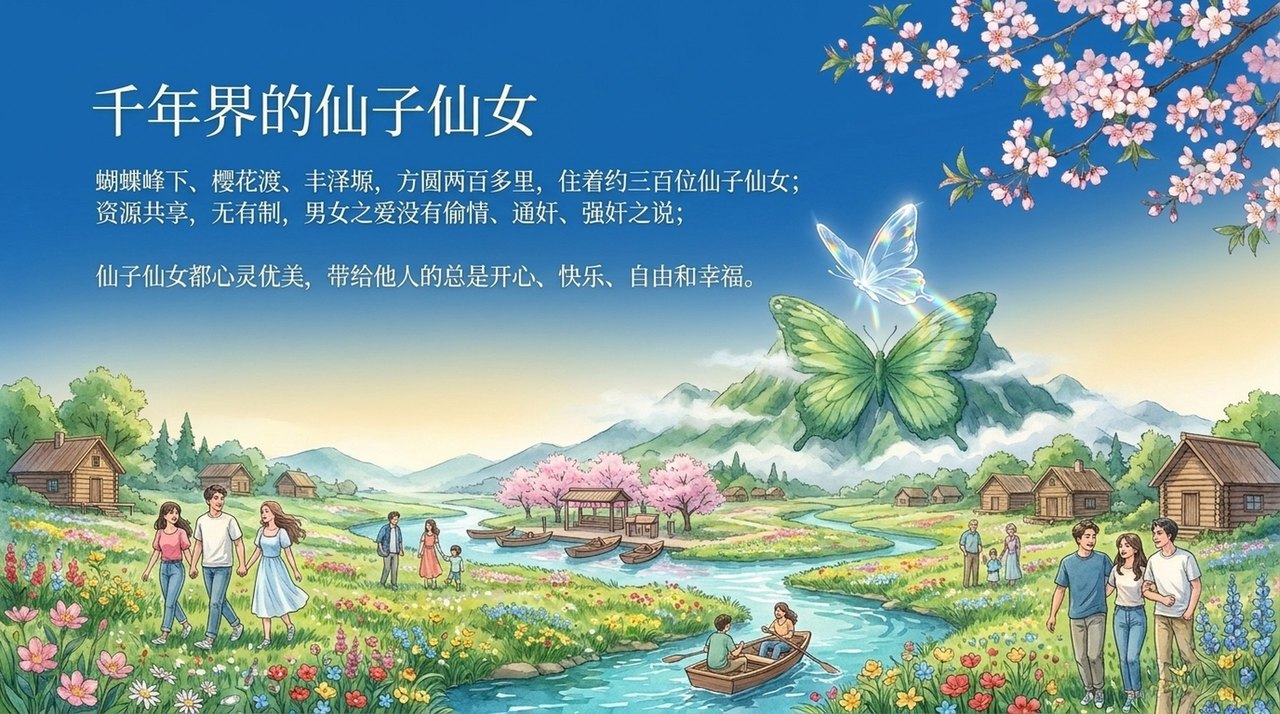 千年界的仙子仙女
蝴蝶峰下、樱花渡、丰泽塬，方圆两百多里，住着约三百位仙子仙女；
资源共享，无有制，男女之爱没有偷情、通奸、强奸之说；
仙子仙女都心灵优美，带给他人的总是开心、快乐、自由和幸福。